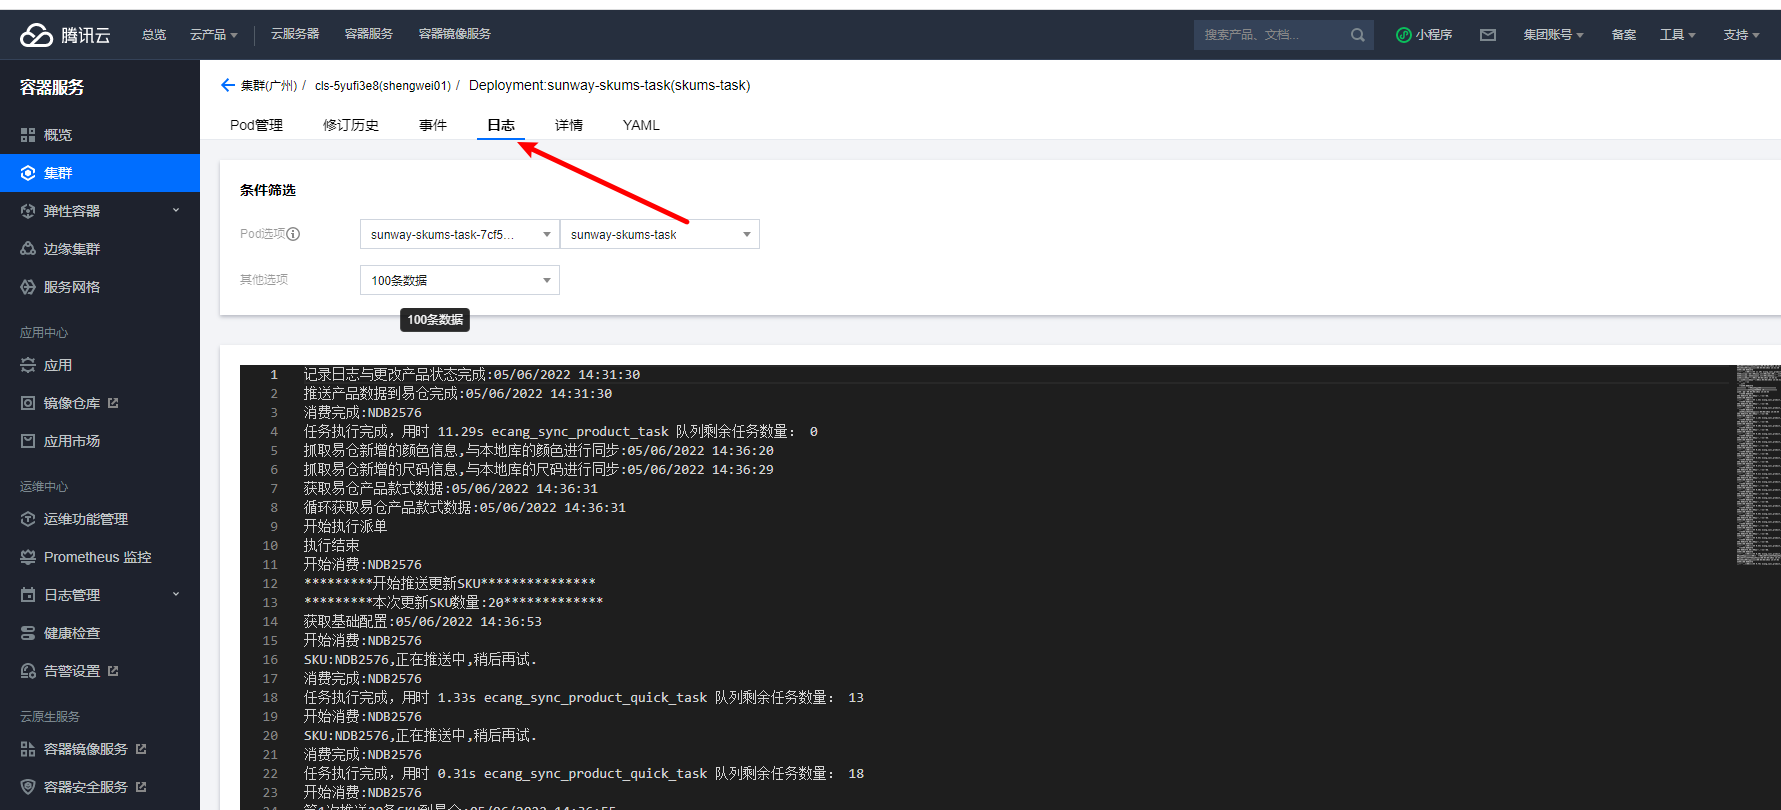 腾讯云
总览
云产品
云服务器
容器服务
容器镜像服务
搜索产品、文档...
小程序
集团账号
备案
工具
支持
容器服务
概览
集群
弹性容器
边缘集群
服务网格
应用中心
应用
镜像仓库
应用市场
运维中心
运维功能管理
Prometheus 监控
日志管理
健康检查
告警设置
云原生服务
容器镜像服务
容器安全服务
集群(广州) / cls-5yufi3e8(shengwei01) / Deployment:sunway-skums-task(skums-task)
Pod管理
修订历史
事件
日志
详情
YAML
条件筛选
Pod选项
sunway-skums-task-7cf5...
sunway-skums-task
其他选项
100条数据
100条数据
1 记录日志与更改产品状态完成:05/06/2022 14:31:30
2 推送产品数据到易仓完成:05/06/2022 14:31:30
3 消费完成:NDB2576
4 任务执行完成，用时 11.29s ecang_sync_product_task 队列剩余任务数量： 0
5 抓取易仓新增的颜色信息,与本地库的颜色进行同步:05/06/2022 14:36:20
6 抓取易仓新增的尺码信息,与本地库的尺码进行同步:05/06/2022 14:36:29
7 获取易仓产品款式数据:05/06/2022 14:36:31
8 循环获取易仓产品款式数据:05/06/2022 14:36:31
9 开始执行派单
10 执行结束
11 开始消费:NDB2576
12 *********开始推送更新SKU***************
13 *********本次更新SKU数量:20*************
14 获取基础配置:05/06/2022 14:36:53
15 开始消费:NDB2576
16 SKU:NDB2576,正在推送中,稍后再试.
17 消费完成:NDB2576
18 任务执行完成，用时 1.33s ecang_sync_product_quick_task 队列剩余任务数量： 13
19 开始消费:NDB2576
20 SKU:NDB2576,正在推送中,稍后再试.
21 消费完成:NDB2576
22 任务执行完成，用时 0.31s ecang_sync_product_quick_task 队列剩余任务数量： 18
23 开始消费:NDB2576
24 第1次推送20条SKU到易仓:05/06/2022 14:36:55